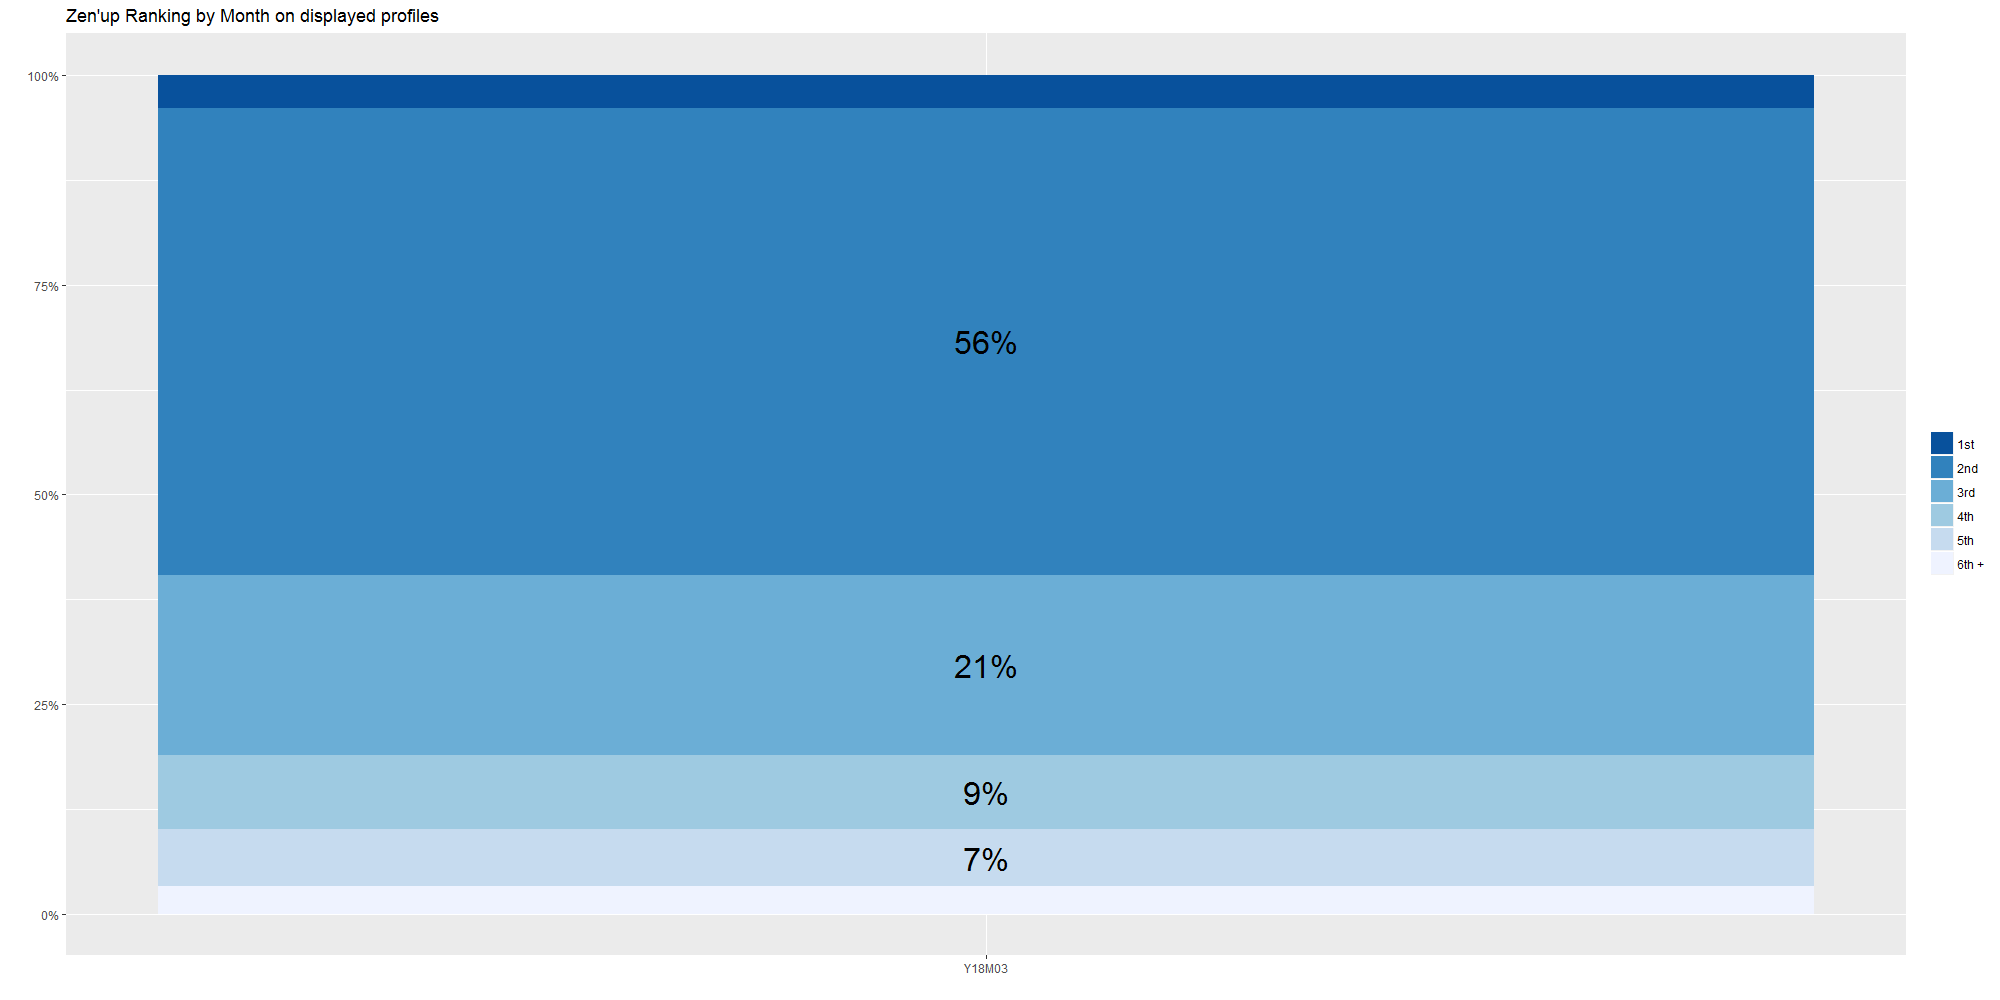 Zen'up Ranking by Month on displayed profiles
100%
75%
50%
25%
0%
56%
21%
9%
7%
Y18M03
1st
2nd
3rd
4th
5th
6th +